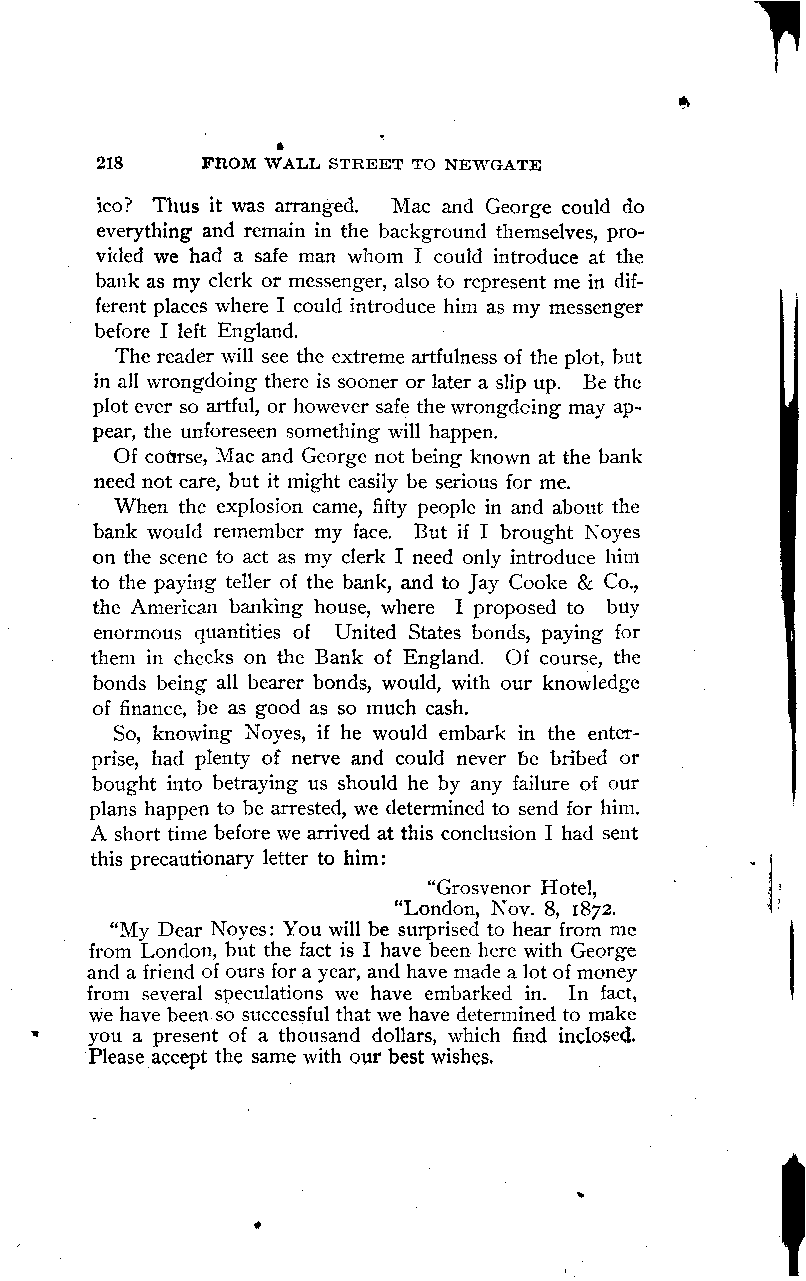 218 FROM WALL STREET TO NEWGATE
ico? Thus it was arranged. Mac and George could do
everything and remain in the background themselves, pro-
vided we had a safe man whom I could introduce at the
bank as my clerk or messenger, also to represent me in dif-
ferent places where I could introduce him as my messenger
before I left England.
The reader will see the extreme artfulness of the plot, but
in all wrongdoing there is sooner or later a slip up. Be the
plot ever so artful, or however safe the wrongdoing may ap-
pear, the unforeseen something will happen.
Of course, Mac and George not being known at the bank
need not care, but it might easily be serious for me.
When the explosion came, fifty people in and about the
bank would remember my face. But if I brought Noyes
on the scene to act as my clerk I need only introduce him
to the paying teller of the bank, and to Jay Cooke & Co.,
the American banking house, where I proposed to buy
enormous quantities of United States bonds, paying for
them in checks on the Bank of England. Of course, the
bonds being all bearer bonds, would, with our knowledge
of finance, be as good as so much cash.
So, knowing Noyes, if he would embark in the enter-
prise, had plenty of nerve and could never be bribed or
bought into betraying us should he by any failure of our
plans happen to be arrested, we determined to send for him.
A short time before we arrived at this conclusion I had sent
this precautionary letter to him:
"Grosvenor Hotel,
"London, Nov. 8, 1872.
"My Dear Noyes: You will be surprised to hear from me
from London, but the fact is I have been here with George
and a friend of ours for a year, and have made a lot of money
from several speculations we have embarked in. In fact,
we have been so successful that we have determined to make
you a present of a thousand dollars, which find inclosed.
Please accept the same with our best wishes.